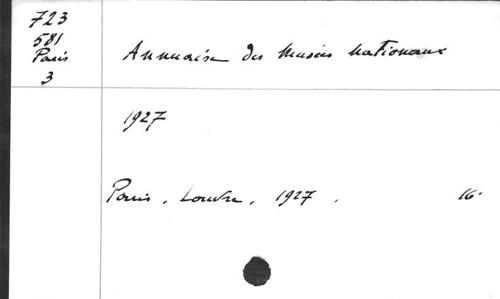 723
581
Paris
3
Annuaire des Musées Nationaux
1927
Paris, Louvre, 1927.
16°